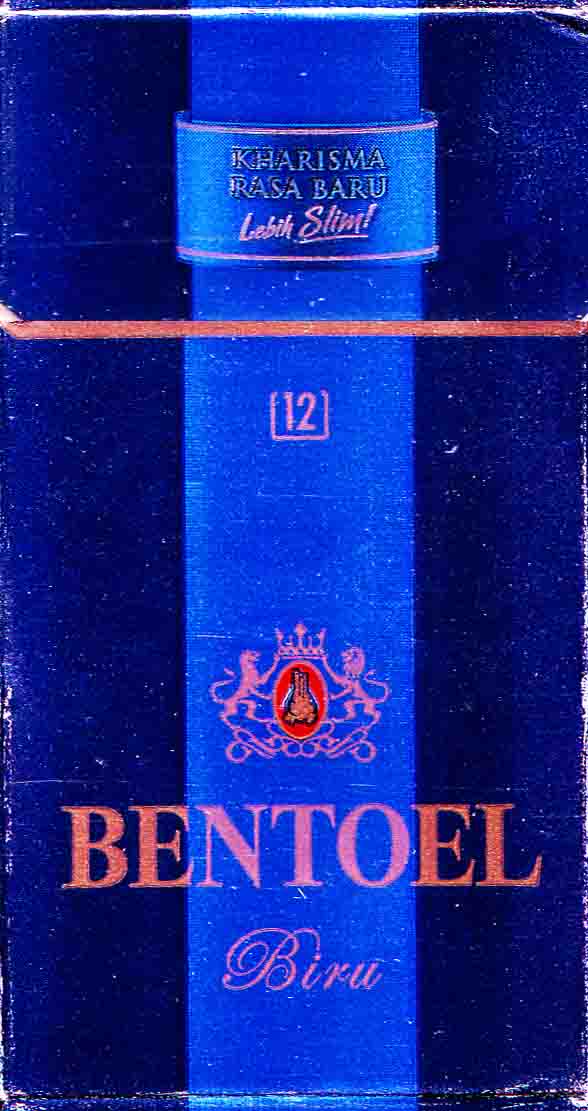 KHARISMA
RASA BARU
Lebih Slim!
12
BENTOEL
Biru